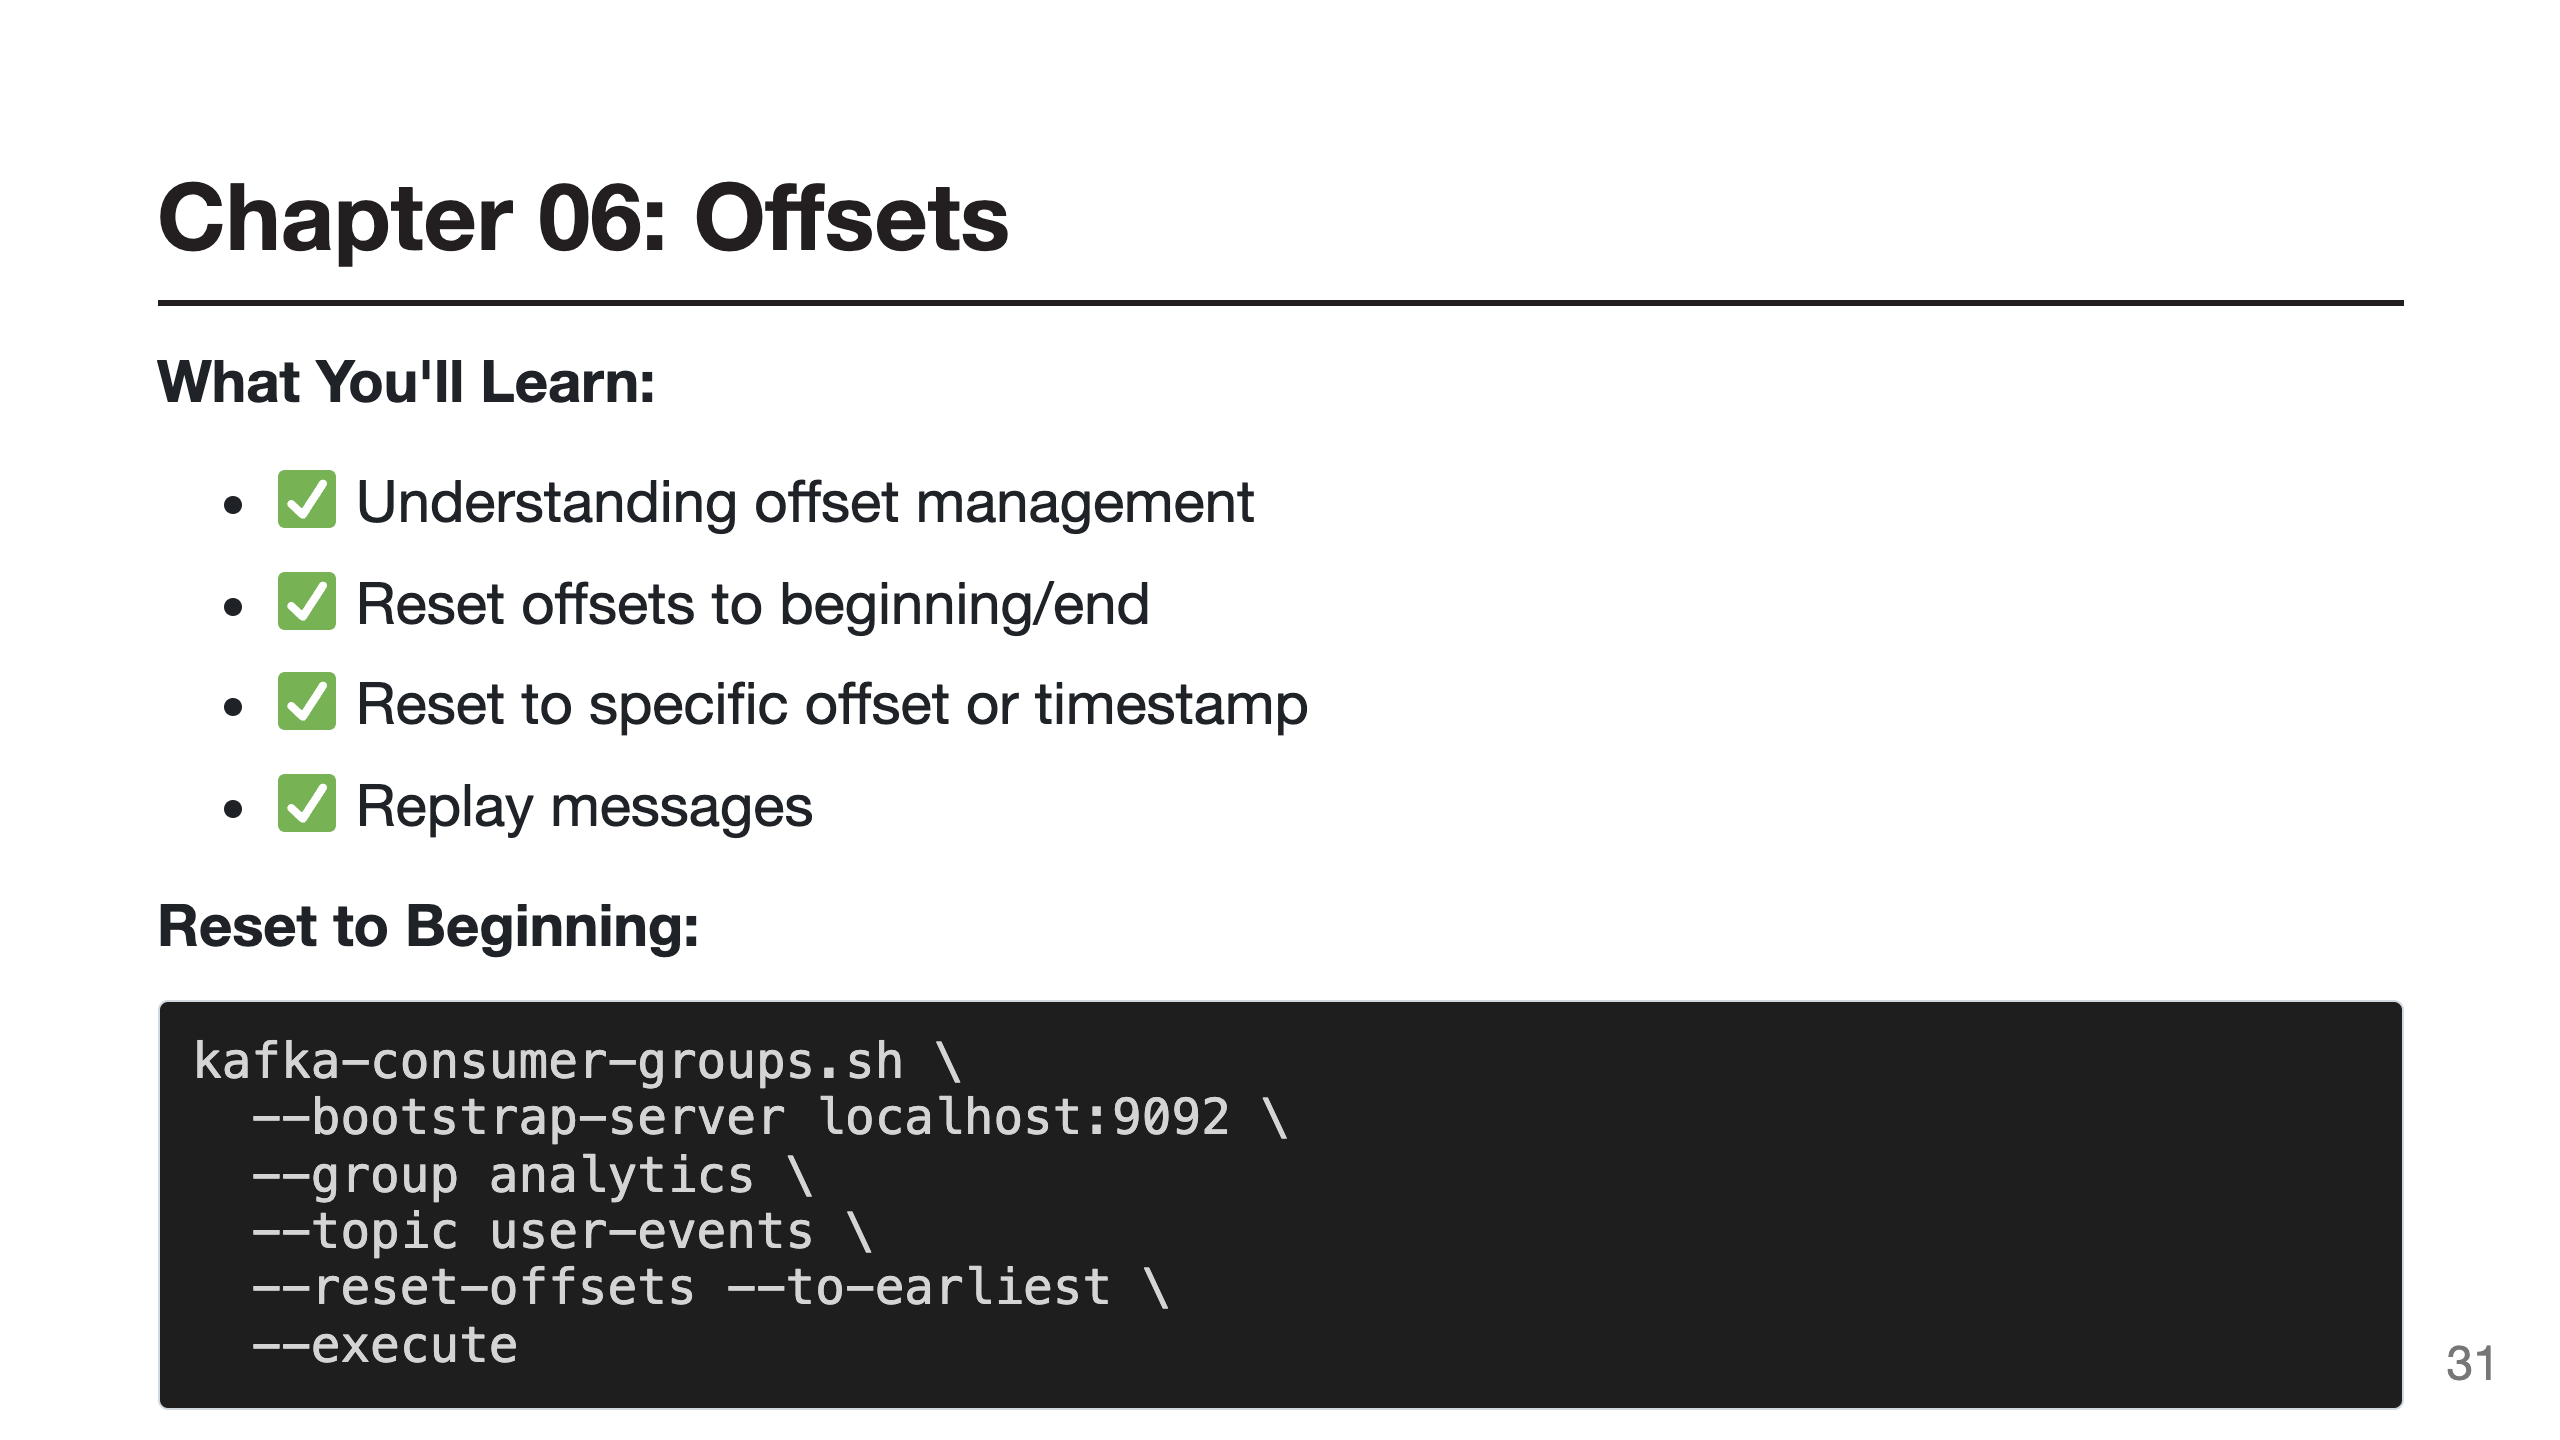 Chapter 06: Offsets
What You'll Learn:
• ✅ Understanding offset management
• ✅ Reset offsets to beginning/end
• ✅ Reset to specific offset or timestamp
• ✅ Replay messages
Reset to Beginning:
kafka-consumer-groups.sh \
  --bootstrap-server localhost:9092 \
  --group analytics \
  --topic user-events \
  --reset-offsets --to-earliest \
  --execute
31